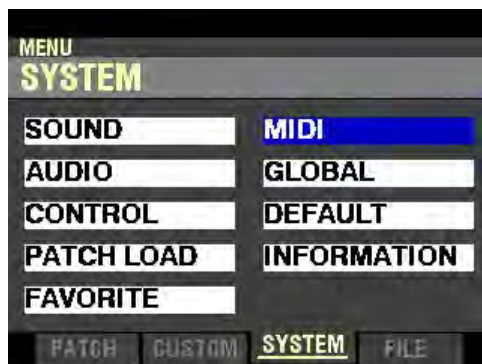 MENU
SYSTEM
SOUND
MIDI
AUDIO
GLOBAL
CONTROL
DEFAULT
PATCH LOAD
INFORMATION
FAVORITE
PATCH
CUSTOM
SYSTEM
FILE